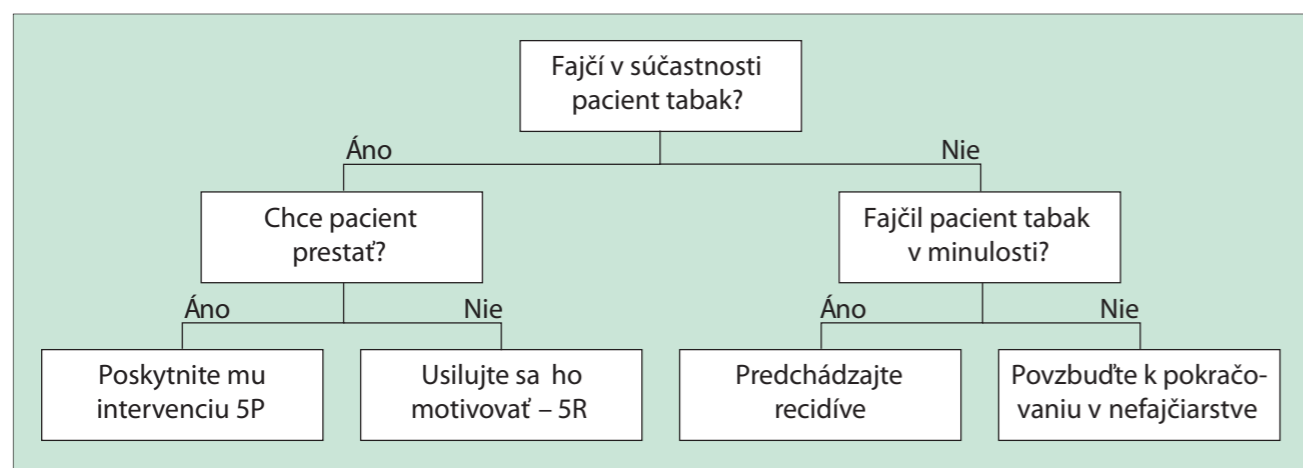 Fajčí v súčastnosti
pacient tabak?
Áno
Nie
Chce pacient
prestať?
Fajčil pacient tabak
v minulosti?
Áno
Nie
Áno
Nie
Poskytnite mu
intervenciu 5P
Usilujte sa ho
motivovať – 5R
Predchádzajte
recidíve
Povzbuďte k pokračo-
vaniu v nefajčiarstve